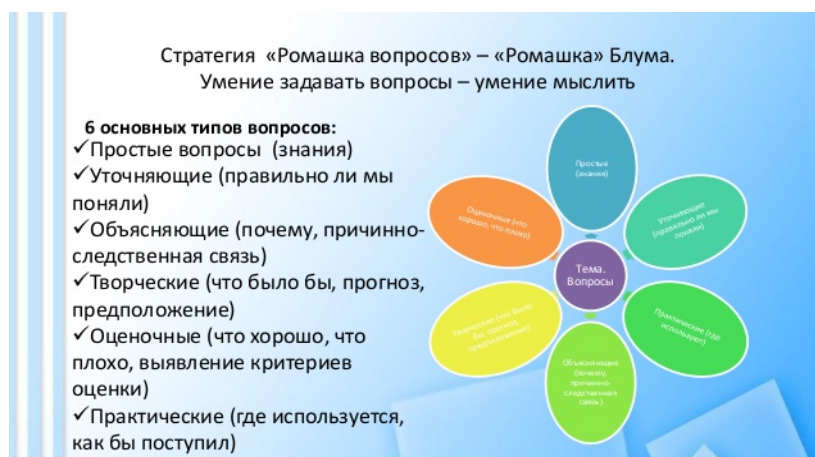 Стратегия «Ромашка вопросов» – «Ромашка» Блума.
Умение задавать вопросы – умение мыслить
6 основных типов вопросов:
✓Простые вопросы (знания)
✓Уточняющие (правильно ли мы
поняли)
✓Объясняющие (почему, причинно-
следственная связь)
✓Творческие (что было бы, прогноз,
предположение)
✓Оценочные (что хорошо, что
плохо, выявление критериев
оценки)
✓Практические (где используется,
как бы поступил)
Простые
(знания)
Уточняющие
(правильно ли мы
поняли)
Практические (где
используют)
Объясняющие
(почему,
причинно-
следственная
связь)
Творческие (что было
бы, прогноз,
предположение)
Оценочные (что
хорошо, что плохо)
Тема.
Вопросы